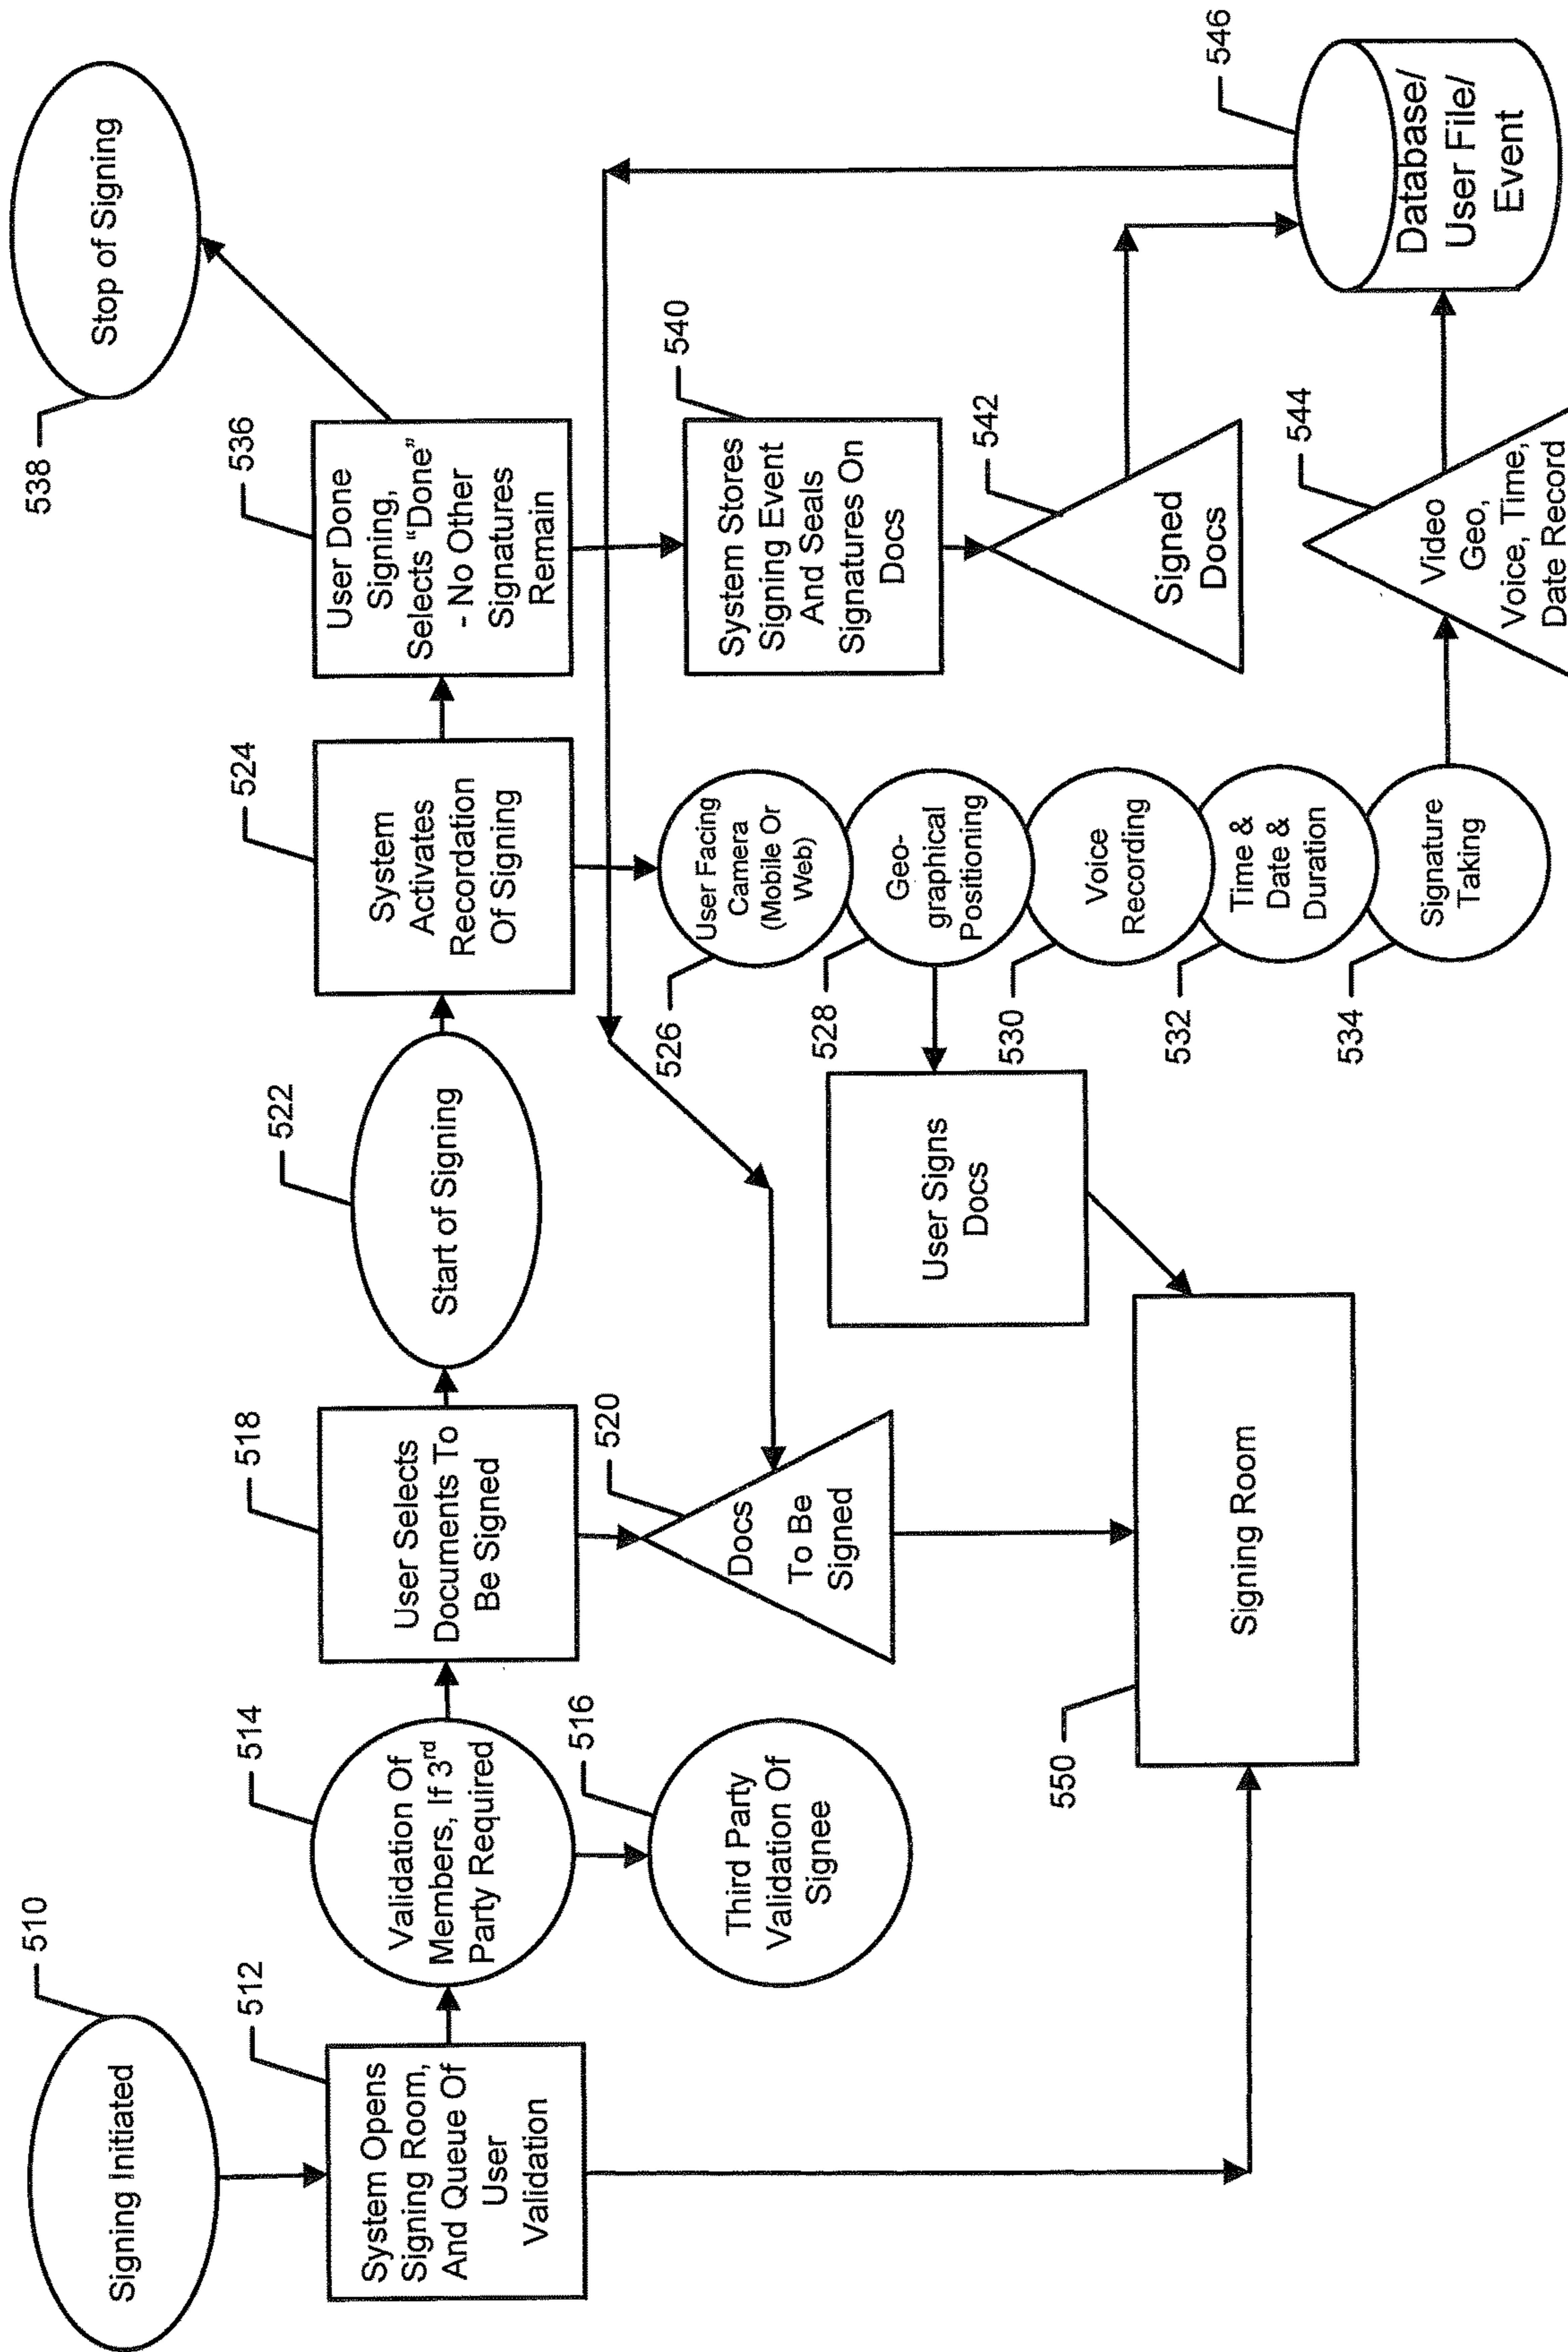 510
Signing Initiated
512
System Opens
Signing Room,
And Queue Of
User
Validation
514
Validation Of
Members, If 3rd
Party Required
516
Third Party
Validation Of
Signee
518
User Selects
Documents To
Be Signed
520
Docs
To Be
Signed
522
Start of Signing
524
System
Activates
Recordation
Of Signing
526
User Facing
Camera
(Mobile Or
Web)
528
Geo-
graphical
Positioning
530
Voice
Recording
532
Time &
Date &
Duration
534
Signature
Taking
User Signs
Docs
550
Signing Room
536
User Done
Signing,
Selects “Done”
- No Other
Signatures
Remain
538
Stop of Signing
540
System Stores
Signing Event
And Seals
Signatures On
Docs
542
Signed
Docs
544
Video
Geo,
Voice, Time,
Date Record
546
Database/
User File/
Event